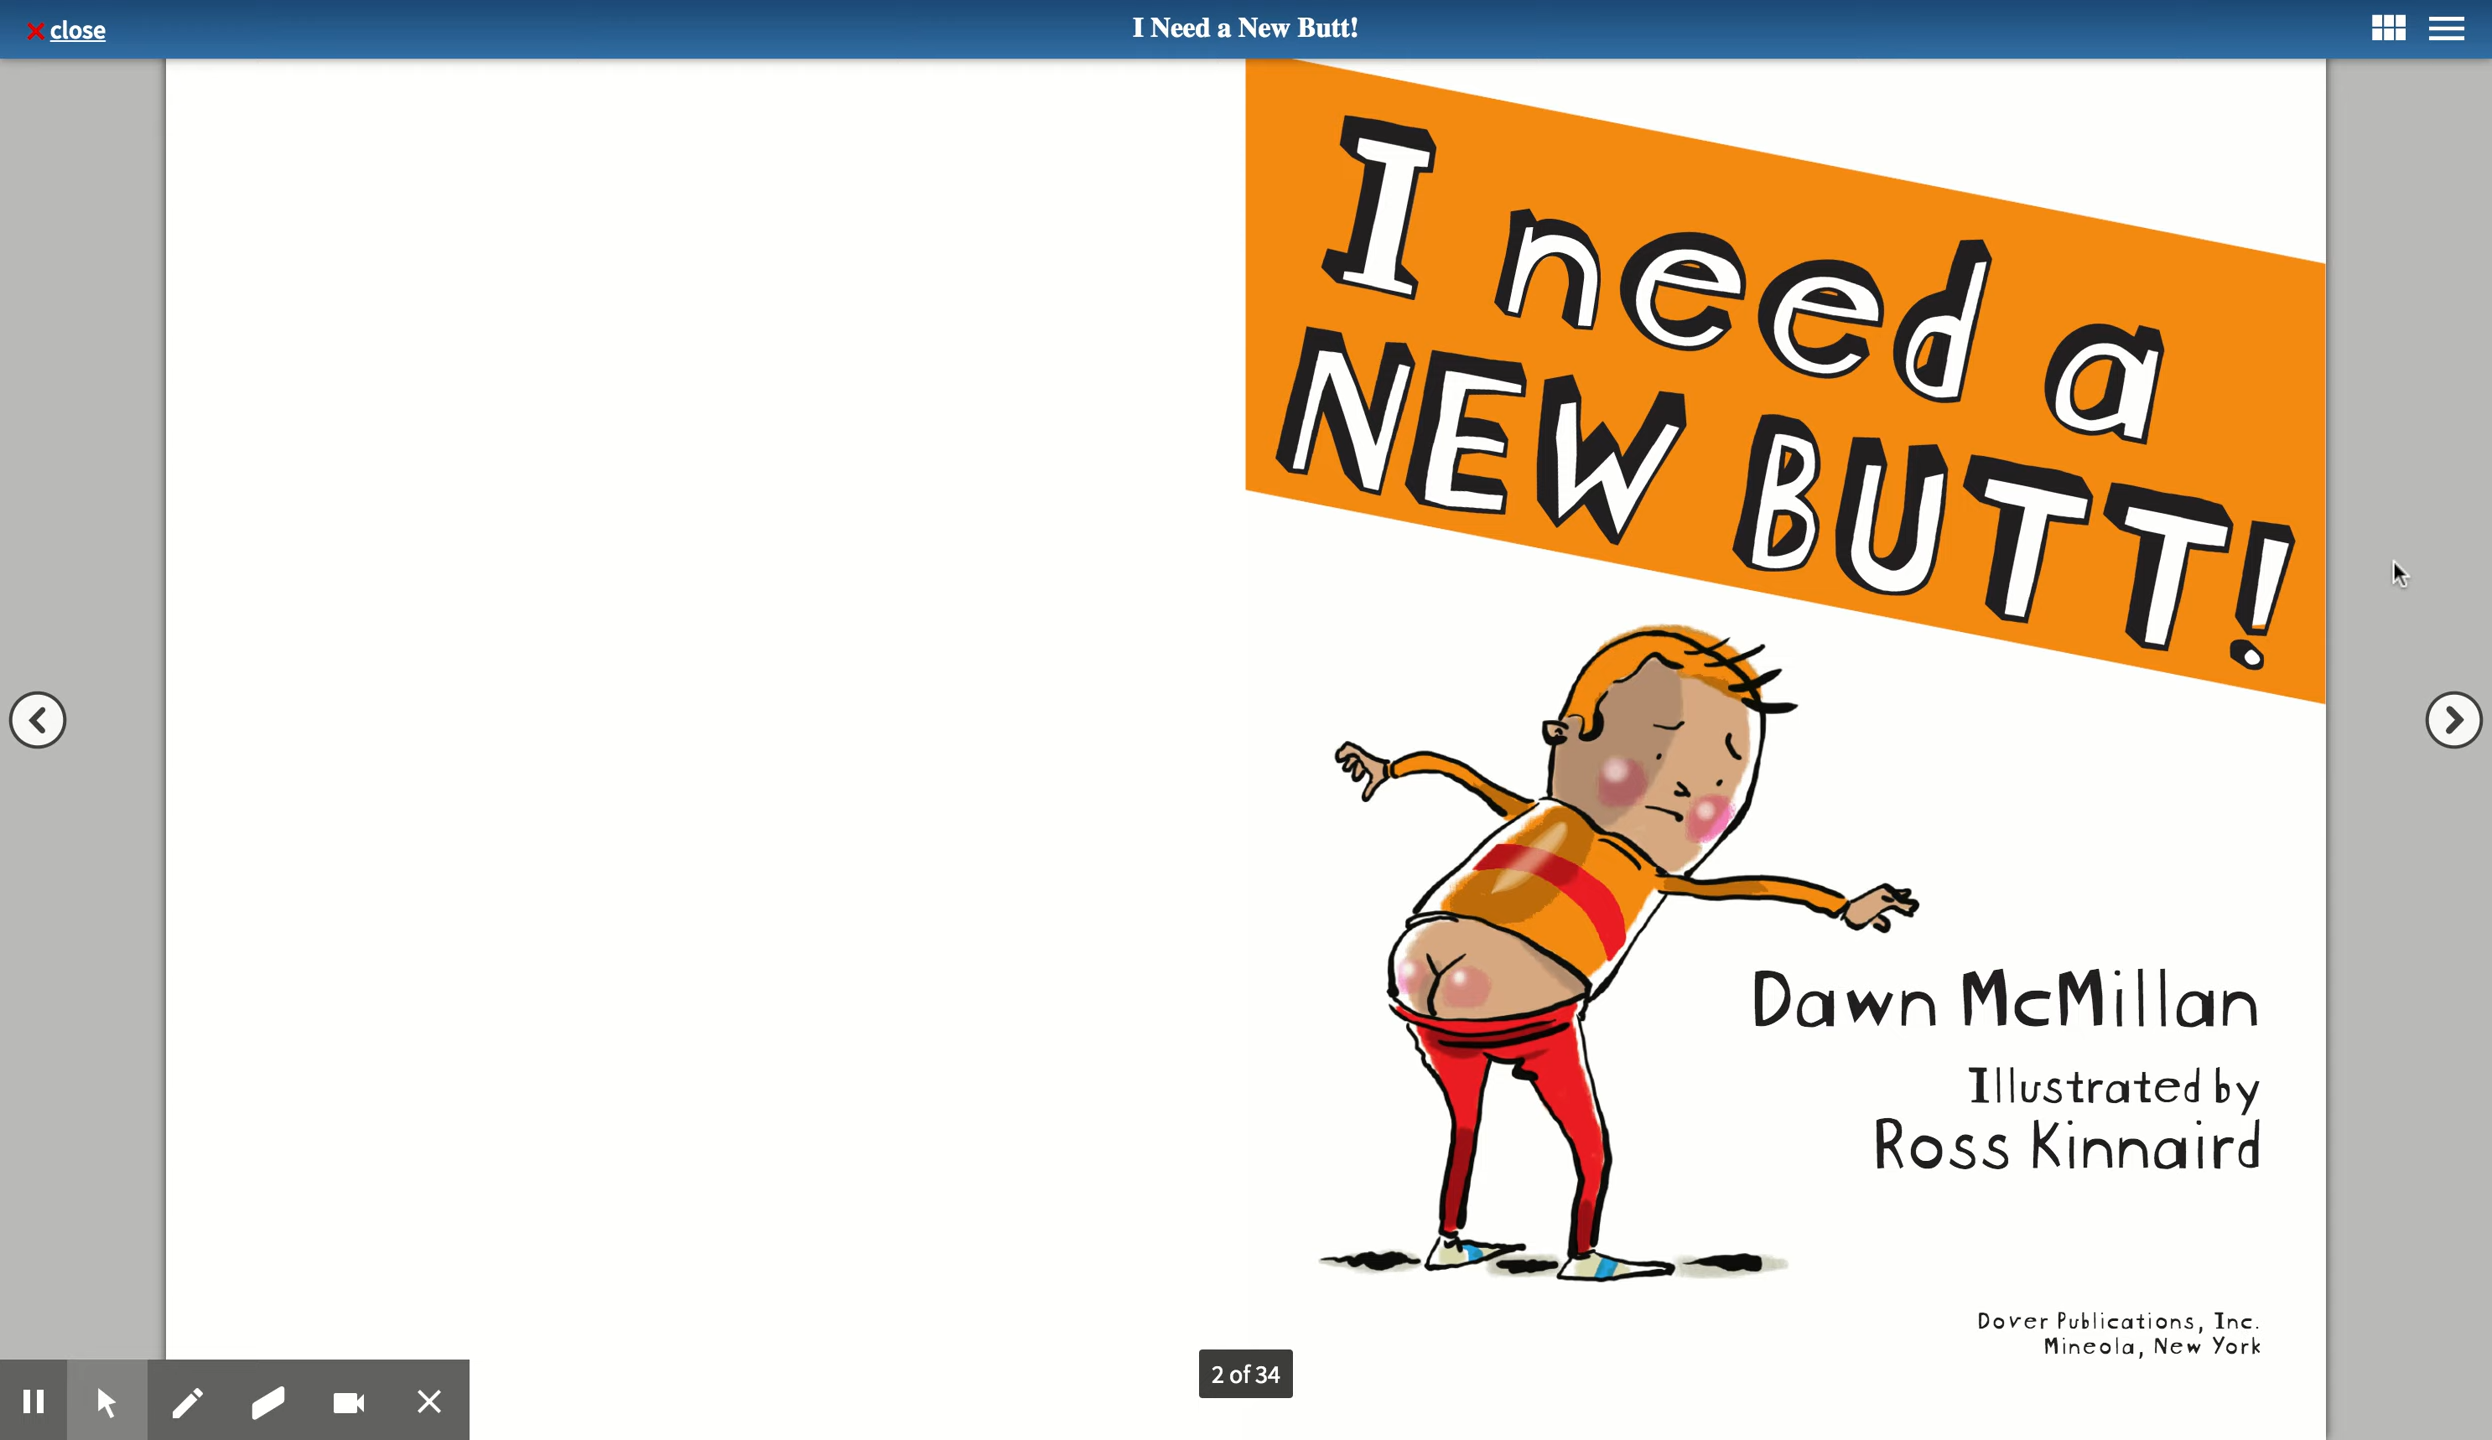 close
I Need a New Butt!
I need a
NEW BUTT!
Dawn McMillan
Illustrated by
Ross Kinnaird
Dover Publications, Inc.
Mineola, New York
2 of 34